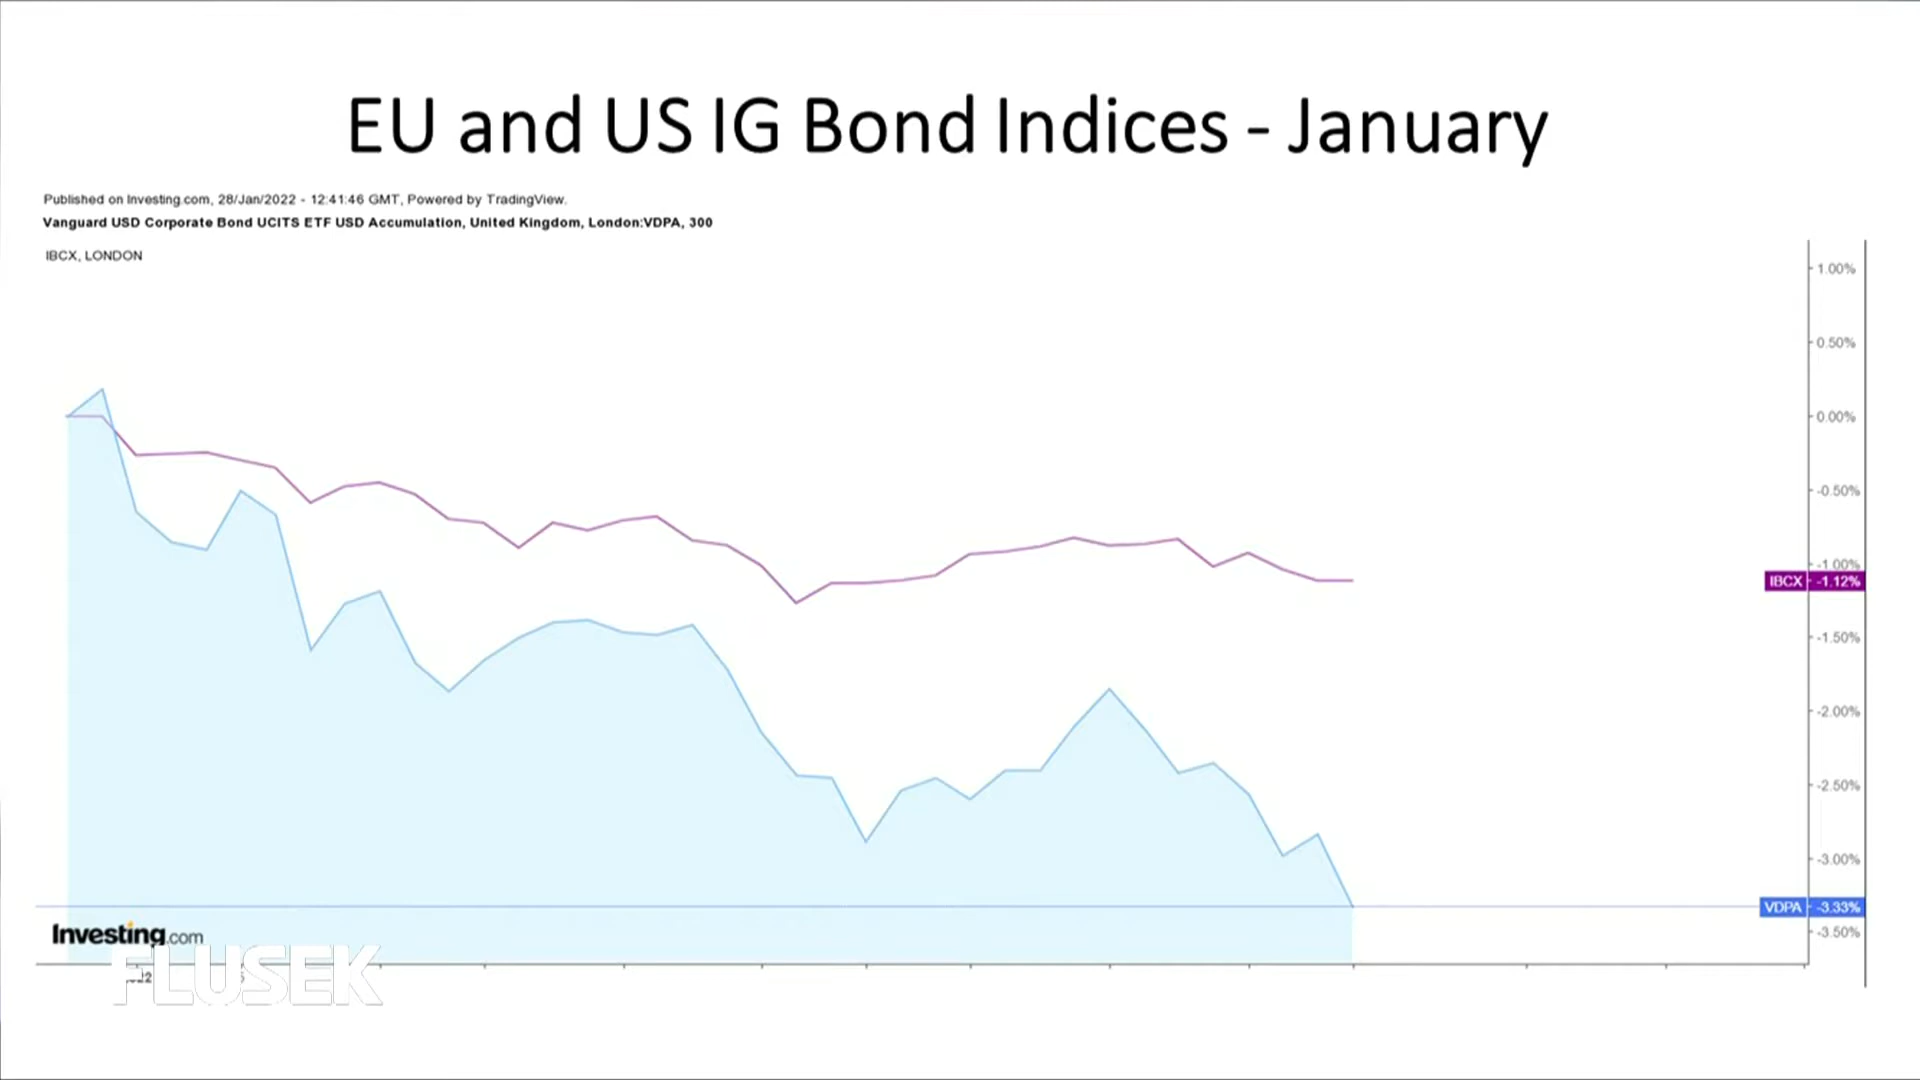 EU and US IG Bond Indices - January
Published on Investing.com, 28/Jan/2022 - 12:41:46 GMT, Powered by TradingView.
Vanguard USD Corporate Bond UCITS ETF USD Accumulation, United Kingdom, London:VDPA, 300
IBCX, LONDON
1.00%
0.50%
0.00%
-0.50%
-1.00%
IBCX -1.12%
-1.50%
-2.00%
-2.50%
-3.00%
VDPA -3.33%
-3.50%
Investing.com
FLUSEK